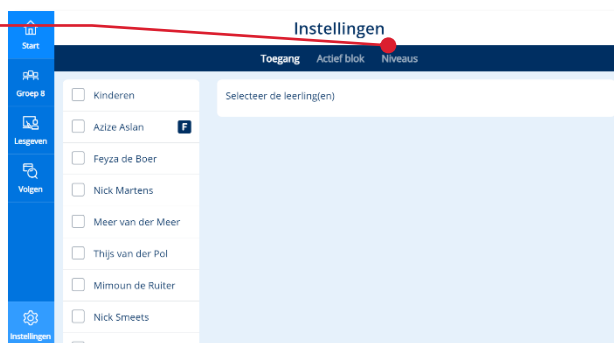 Instellingen
Start
Toegang Actief blok Niveaus
Groep 8
Lesgeven
Volgen
Instellingen
Kinderen
Azize Aslan F
Feyza de Boer
Nick Martens
Meer van der Meer
Thijs van der Pol
Mimoun de Ruiter
Nick Smeets
Selecteer de leerling(en)